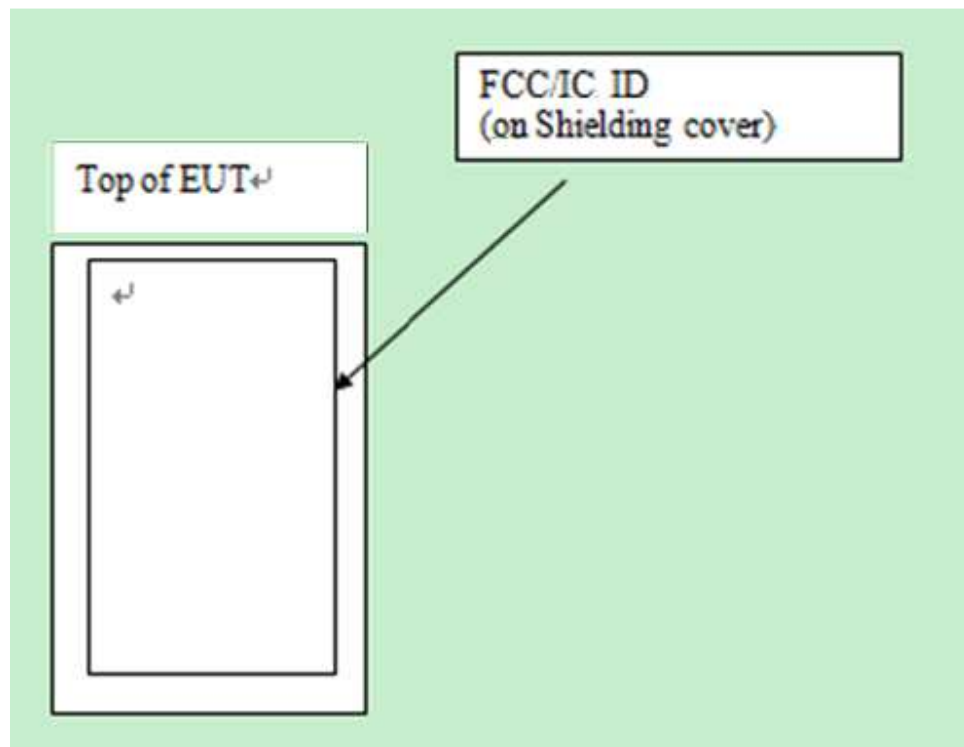 FCC/IC ID
(on Shielding cover)
Top of EUT↵
↵